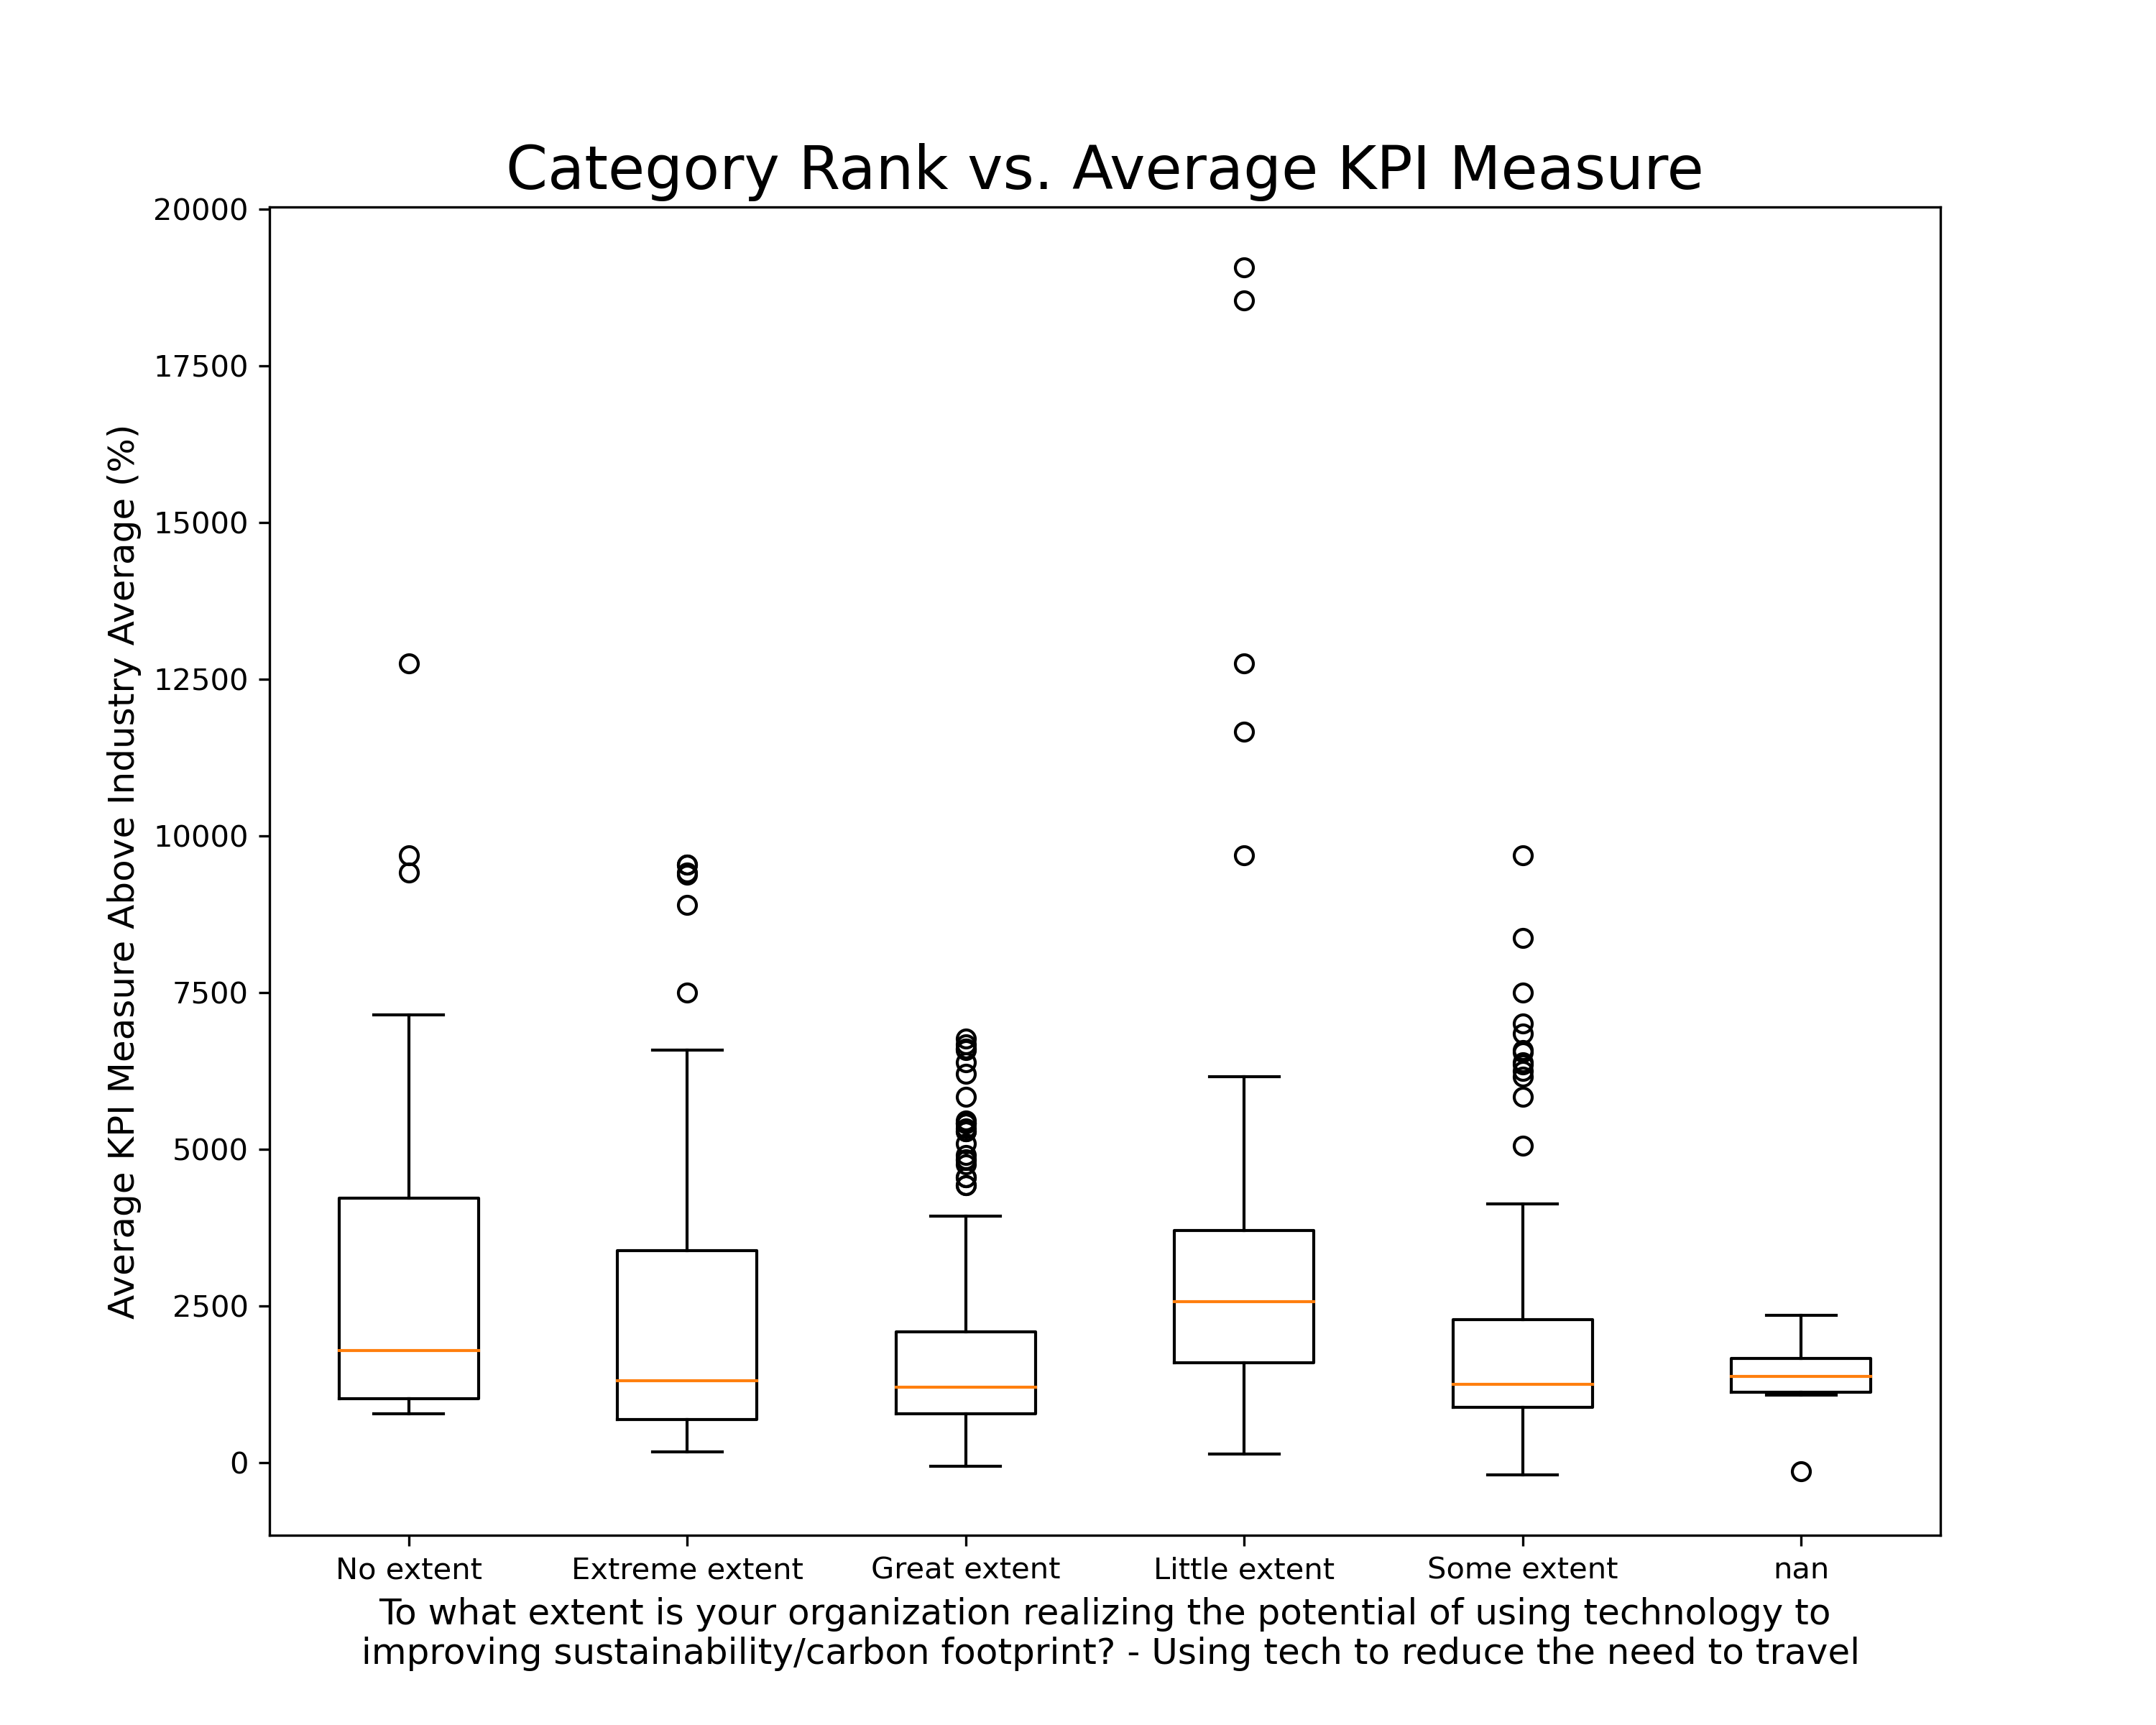 Category Rank vs. Average KPI Measure
Average KPI Measure Above Industry Average (%)
20000
17500
15000
12500
10000
7500
5000
2500
0
No extent Extreme extent Great extent Little extent Some extent nan
To what extent is your organization realizing the potential of using technology to
improving sustainability/carbon footprint? - Using tech to reduce the need to travel